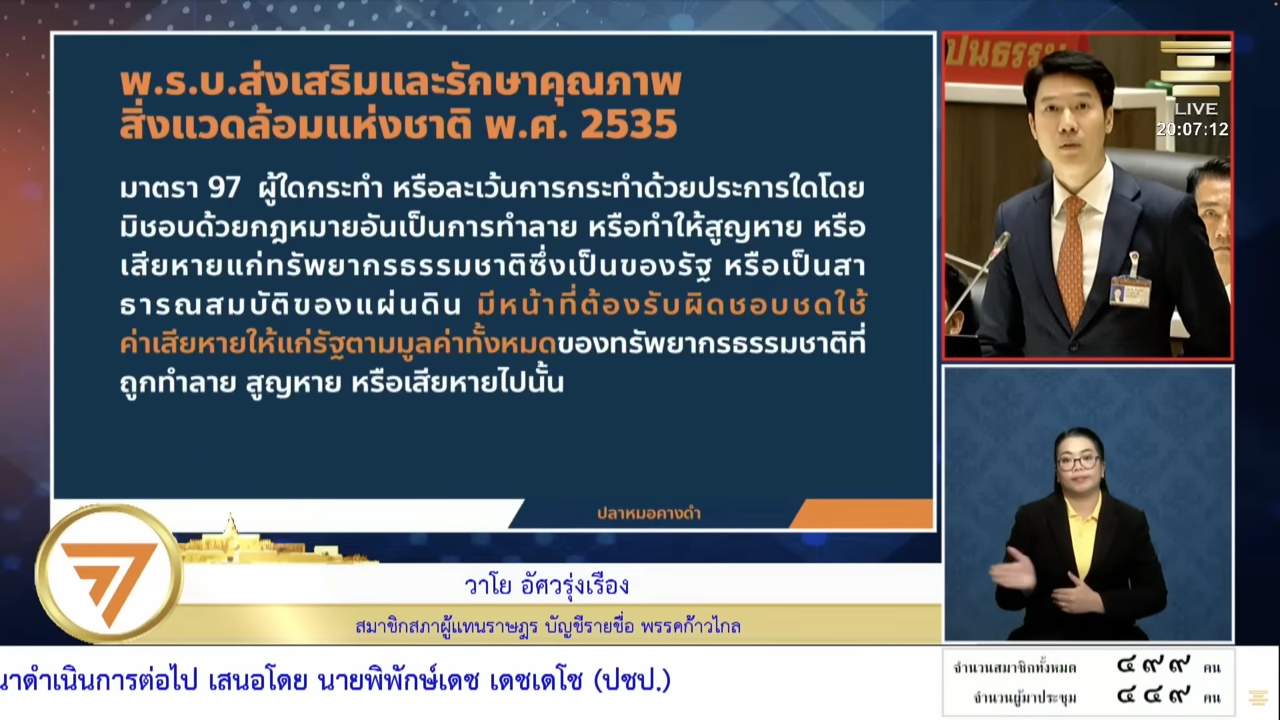 พ.ร.บ.ส่งเสริมและรักษาคุณภาพ
สิ่งแวดล้อมแห่งชาติ พ.ศ. 2535
มาตรา 97 ผู้ใดกระทำ หรือละเว้นการกระทำด้วยประการใดโดย
มิชอบด้วยกฎหมายอันเป็นการทำลาย หรือทำให้สูญหาย หรือ
เสียหายแก่ทรัพยากรธรรมชาติซึ่งเป็นของรัฐ หรือเป็นสา
ธารณสมบัติของแผ่นดิน มีหน้าที่ต้องรับผิดชอบชดใช้
ค่าเสียหายให้แก่รัฐตามมูลค่าทั้งหมดของทรัพยากรธรรมชาติที่
ถูกทำลาย สูญหาย หรือเสียหายไปนั้น
ปลาหมอคางดำ
LIVE
20:07:12
วาโย อัศวรุ่งเรือง
สมาชิกสภาผู้แทนราษฎร บัญชีรายชื่อ พรรคก้าวไกล
นาดำเนินการต่อไป เสนอโดย นายพิพักษ์เดช เดชเดโช (ปชป.)
จำนวนสมาชิกทั้งหมด ๔๙๙ คน
จำนวนผู้มาประชุม ๔๔๙ คน